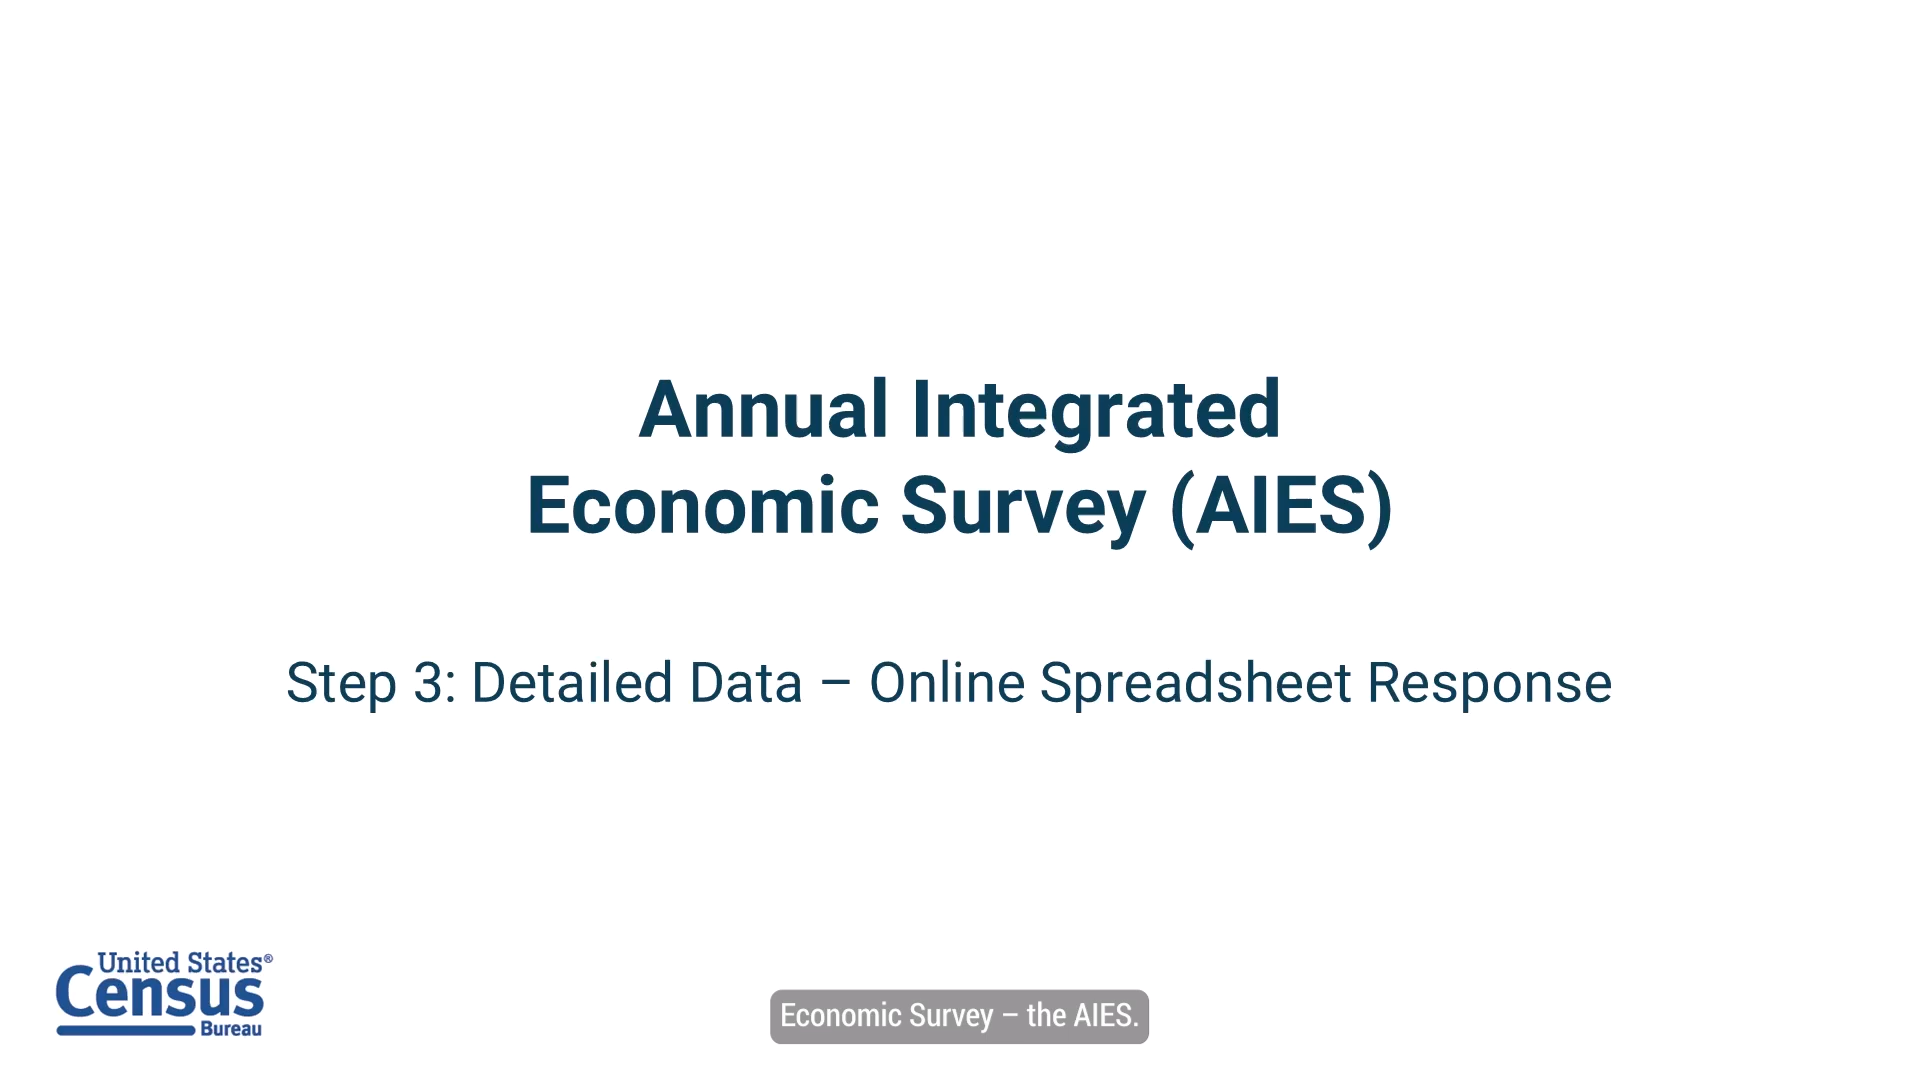 Annual Integrated
Economic Survey (AIES)
Step 3: Detailed Data – Online Spreadsheet Response
United States®
Census
Bureau
Economic Survey – the AIES.